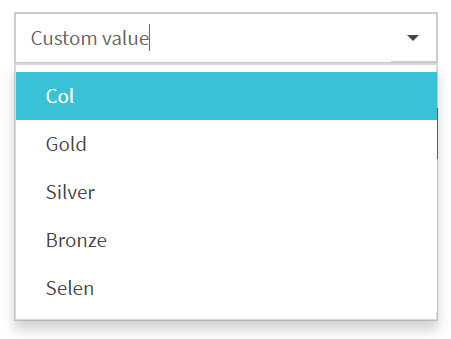 Custom value
Col
Gold
Silver
Bronze
Selen